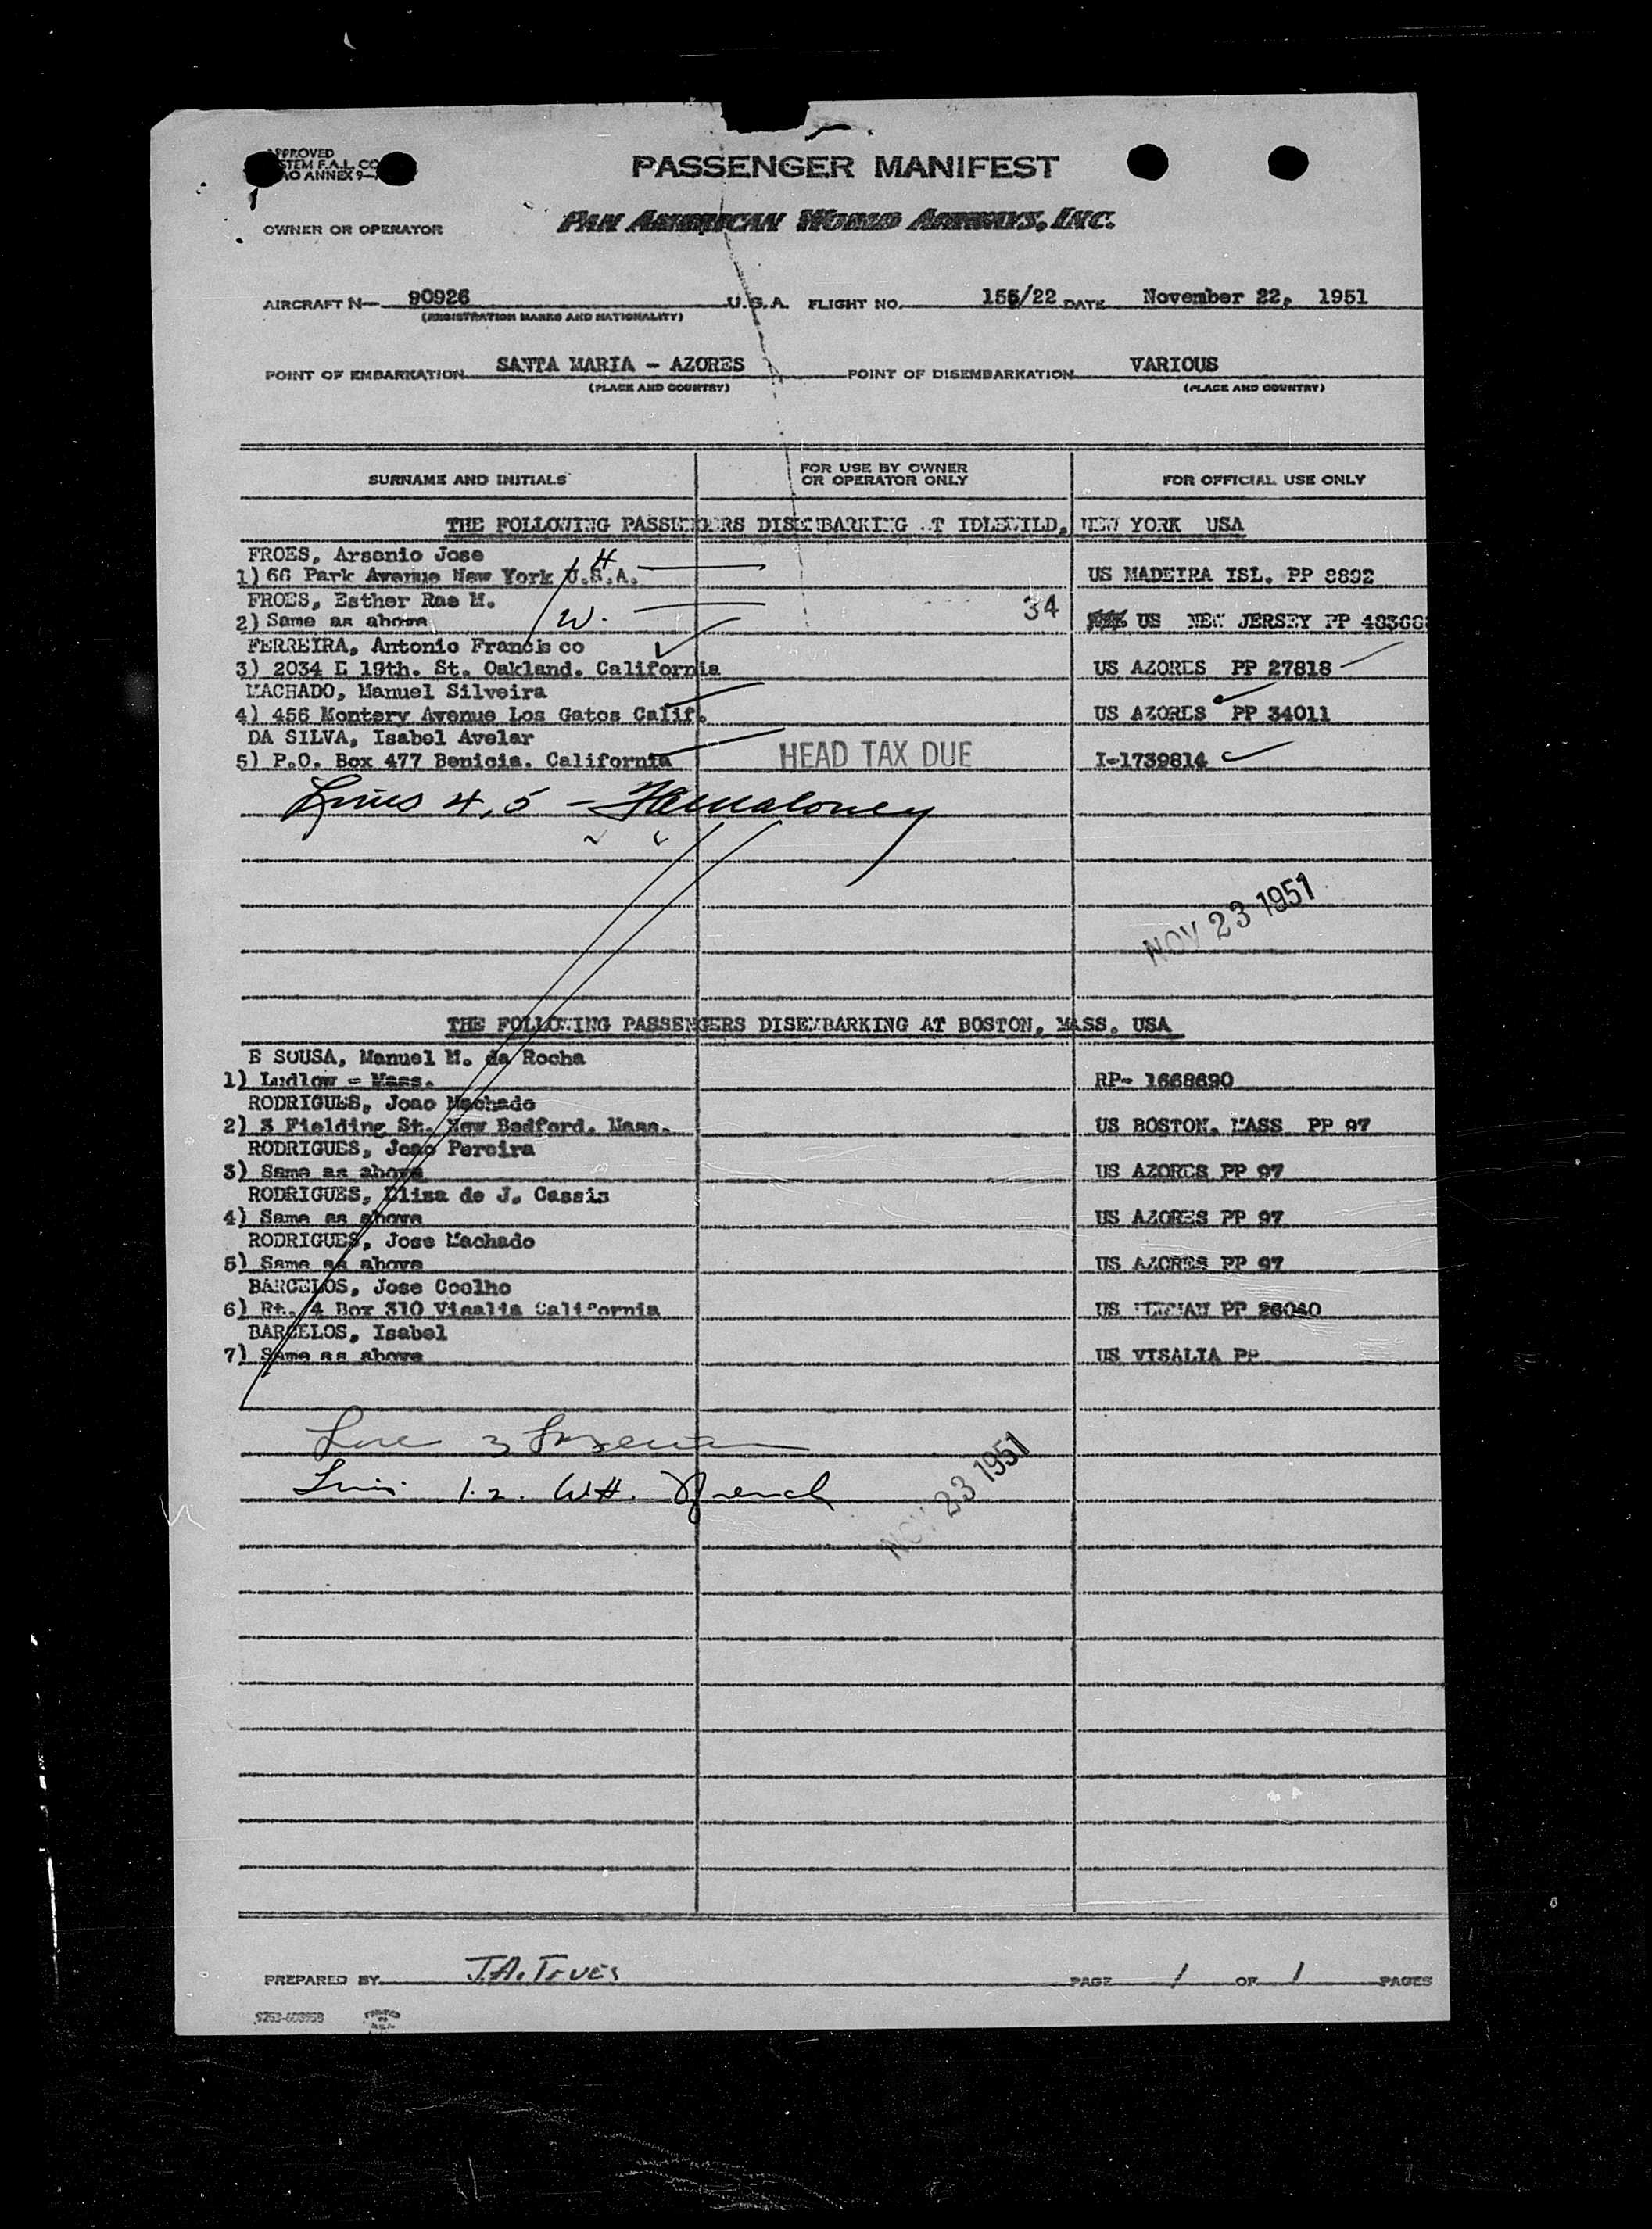 APPROVED
PASSENGER MANIFEST
OWNER OR OPERATOR PAN AMERICAN WORLD AIRWAYS, INC.
AIRCRAFT N- 90926 U.S.A. FLIGHT NO. 155/22 DATE November 22, 1951
(REGISTRATION MARKS AND NATIONALITY)
POINT OF EMBARKATION SANTA MARIA - AZORES POINT OF DISEMBARKATION VARIOUS
(PLACE AND COUNTRY) (PLACE AND COUNTRY)
SURNAME AND INITIALS FOR USE BY OWNER OR OPERATOR ONLY FOR OFFICIAL USE ONLY
THE FOLLOWING PASSENGERS DISEMBARKING AT IDLEWILD, NEW YORK USA
FROES, Arsenio Jose H
1) 66 Park Avenue New York U.S.A. US MADEIRA ISL. PP 8892
FROES, Esther Rae M. 34
2) Same as above W. US NEW JERSEY PP
FERREIRA, Antonio Francis co
3) 2034 E 19th. St. Oakland. California US AZORES PP 27818
MACHADO, Manuel Silveira
4) 456 Montery Avenue Los Gatos Calif. US AZORES PP 34011
DA SILVA, Isabel Avelar
5) P.O. Box 477 Benicia. California HEAD TAX DUE I-1739814
Lines 4, 5 -
NOV 23 1951
THE FOLLOWING PASSENGERS DISEMBARKING AT BOSTON, MASS. USA
E SOUSA, Manuel M. da Rocha
1) Ludlow - Mass. RP- 1668690
RODRIGUES, Joao Machado
2) 3 Fielding St. New Bedford. Mass. US BOSTON, MASS PP 97
RODRIGUES, Joao Pereira
3) Same as above US AZORES PP 97
RODRIGUES, Elisa de J. Cassis
4) Same as above US AZORES PP 97
RODRIGUES, Jose Machado
5) Same as above US AZORES PP 97
BARCELOS, Jose Coelho
6) Rt. 4 Box 310 Visalia California US PP 26040
BARCELOS, Isabel
7) Same as above US VISALIA PP
Line 3
NOV 23 1951
Lines 1.2. W.H. French
PREPARED BY J.A. Teves PAGE 1 OF 1 PAGES